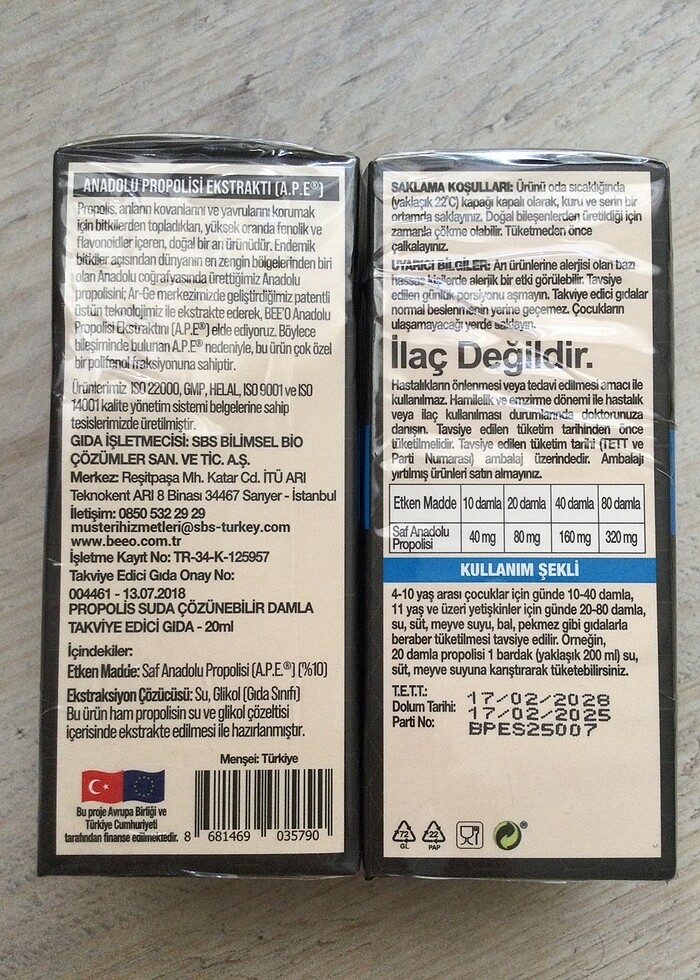 ANADOLU PROPOLİSİ EKSTRAKTI (A.P.E®)
Propolis, arıların kovanlarını ve yavrularını korumak
için bitkilerden topladıkları, yüksek oranda fenolik ve
flavonoidler içeren, doğal bir arı ürünüdür. Endemik
bitkiler açısından dünyanın en zengin bölgelerinden biri
olan Anadolu coğrafyasında ürettiğimiz Anadolu
propolisini; Ar-Ge merkezimizde geliştirdiğimiz patentli
üstün teknolojimiz ile ekstrakte ederek, BEE'O Anadolu
Propolisi Ekstraktını (A.P.E®) elde ediyoruz. Böylece
bileşiminde bulunan A.P.E® nedeniyle, bu ürün çok özel
bir polifenol fraksiyonuna sahiptir.
Ürünlerimiz ISO 22000, GMP, HELAL, ISO 9001 ve ISO
14001 kalite yönetim sistemi belgelerine sahip
tesislerimizde üretilmiştir.
GIDA İŞLETMECİSİ: SBS BİLİMSEL BİO
ÇÖZÜMLER SAN. VE TİC. A.Ş.
Merkez: Reşitpaşa Mh. Katar Cd. İTÜ ARI
Teknokent ARI 8 Binası 34467 Sarıyer - İstanbul
İletişim: 0850 532 29 29
musterihizmetleri@sbs-turkey.com
www.beeo.com.tr
İşletme Kayıt No: TR-34-K-125957
Takviye Edici Gıda Onay No:
004461 - 13.07.2018
PROPOLİS SUDA ÇÖZÜNEBİLİR DAMLA
TAKVİYE EDİCİ GIDA - 20ml
İçindekiler:
Etken Madde: Saf Anadolu Propolisi (A.P.E®) (%10)
Ekstraksiyon Çözücüsü: Su, Glikol (Gıda Sınıfı)
Bu ürün ham propolisin su ve glikol çözeltisi
içerisinde ekstrakte edilmesi ile hazırlanmıştır.
Menşei: Türkiye
Bu proje Avrupa Birliği ve
Türkiye Cumhuriyeti
tarafından finanse edilmektedir.
8 681469 035790
SAKLAMA KOŞULLARI: Ürünü oda sıcaklığında
(yaklaşık 22°C) kapağı kapalı olarak, kuru ve serin bir
ortamda saklayınız. Doğal bileşenlerden üretildiği için
zamanla çökme olabilir. Tüketmeden önce
çalkalayınız.
UYARICI BİLGİLER: Arı ürünlerine alerjisi olan bazı
hassas kişilerde alerjik bir etki görülebilir. Tavsiye
edilen günlük porsiyonu aşmayın. Takviye edici gıdalar
normal beslenmenin yerine geçemez. Çocukların
ulaşamayacağı yerde saklayın.
İlaç Değildir.
Hastalıkların önlenmesi veya tedavi edilmesi amacı ile
kullanılmaz. Hamilelik ve emzirme dönemi ile hastalık
veya ilaç kullanılması durumlarında doktorunuza
danışın. Tavsiye edilen tüketim tarihinden önce
tüketilmelidir. Tavsiye edilen tüketim tarihi (TETT ve
Parti Numarası) ambalaj üzerindedir. Ambalajı
yırtılmış ürünleri satın almayınız.
Etken Madde 10 damla 20 damla 40 damla 80 damla
Saf Anadolu
Propolisi 40 mg 80 mg 160 mg 320 mg
KULLANIM ŞEKLİ
4-10 yaş arası çocuklar için günde 10-40 damla,
11 yaş ve üzeri yetişkinler için günde 20-80 damla,
su, süt, meyve suyu, bal, pekmez gibi gıdalarla
beraber tüketilmesi tavsiye edilir. Örneğin,
20 damla propolisi 1 bardak (yaklaşık 200 ml) su,
süt, meyve suyuna karıştırarak tüketebilirsiniz.
T.E.T.T.: 17/02/2028
Dolum Tarihi: 17/02/2025
Parti No: BPES25007
72
GL
22
PAP